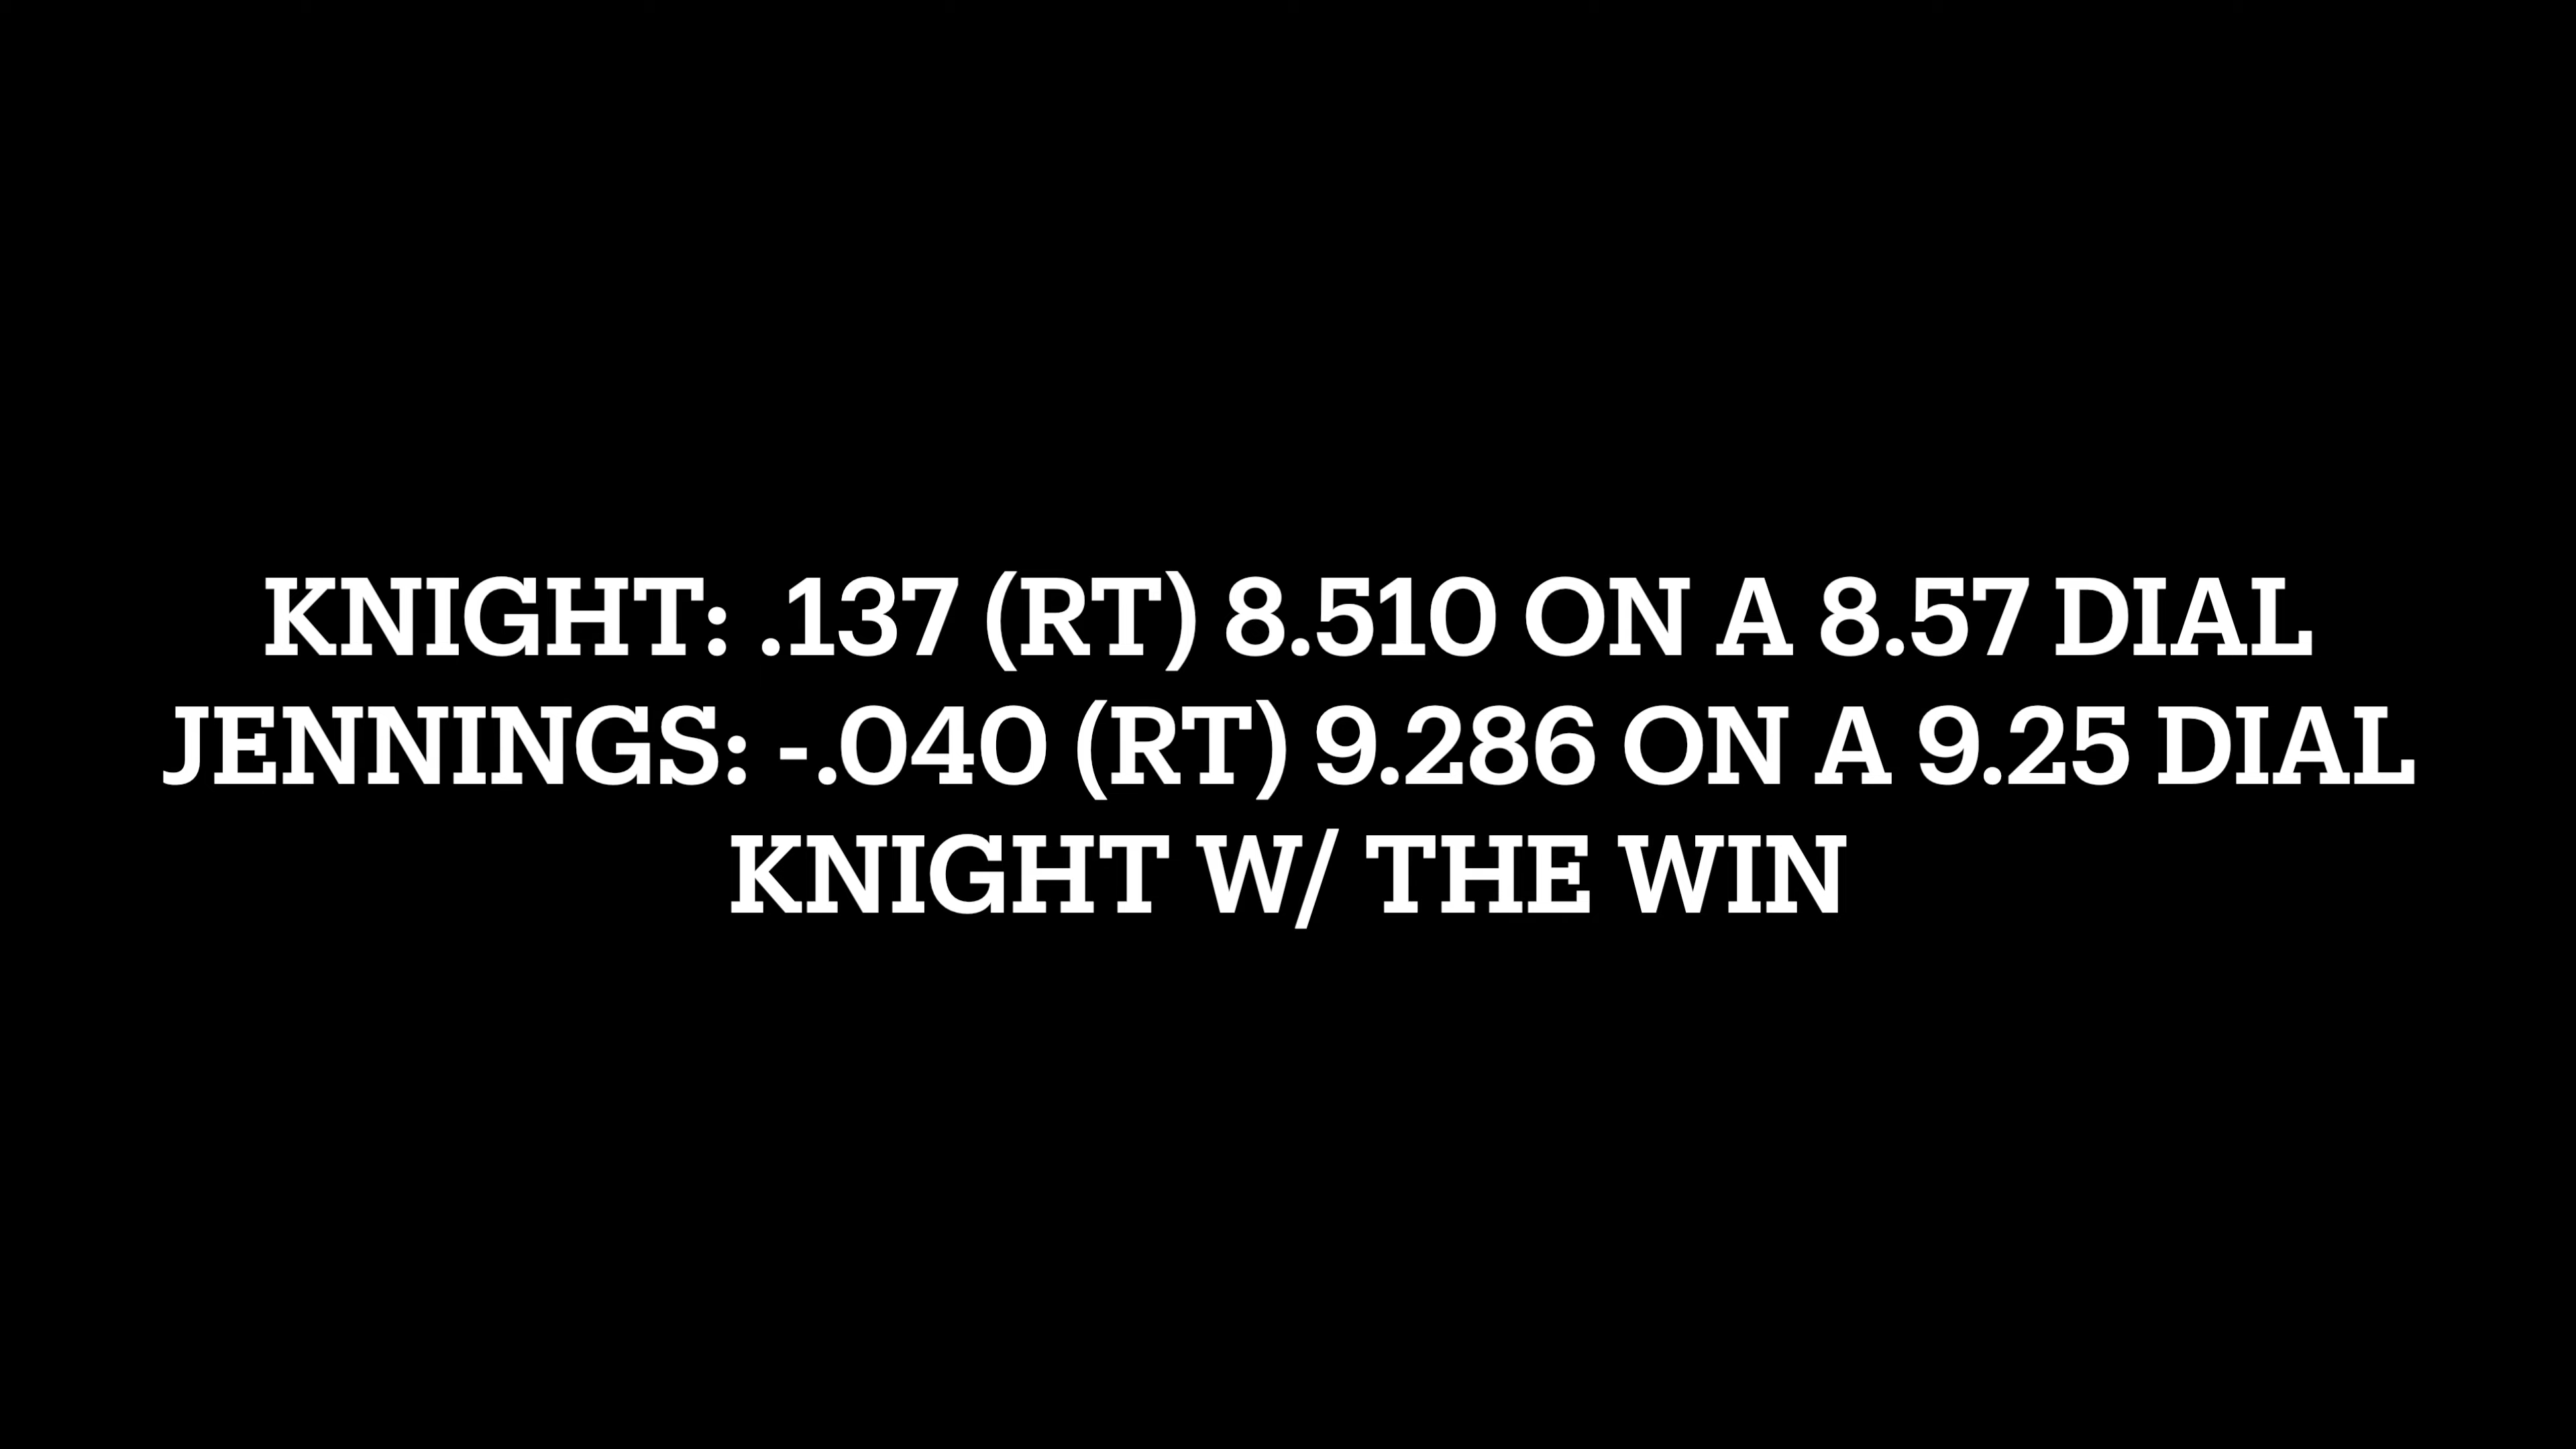 KNIGHT: .137 (RT) 8.510 ON A 8.57 DIAL
JENNINGS: -.040 (RT) 9.286 ON A 9.25 DIAL
KNIGHT W/ THE WIN